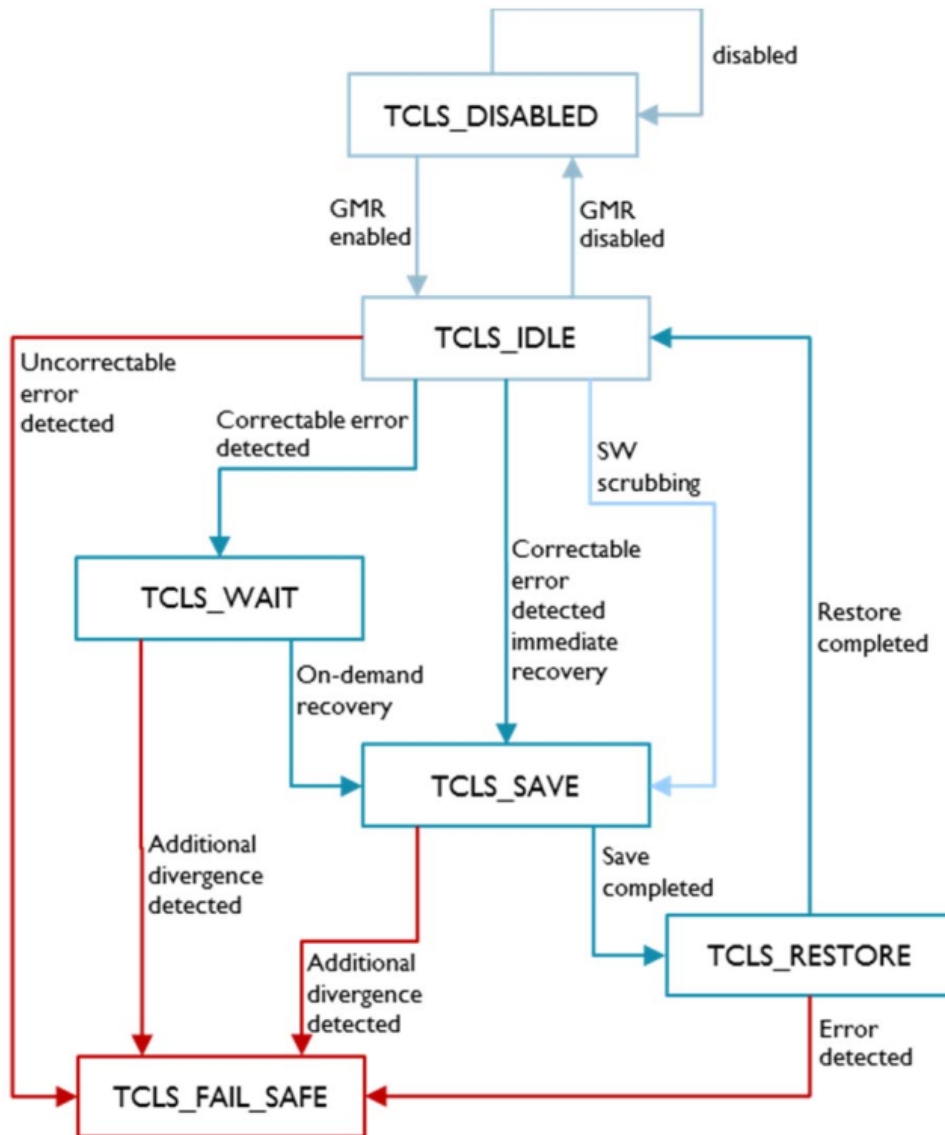 disabled
TCLS_DISABLED
GMR
enabled
GMR
disabled
TCLS_IDLE
Uncorrectable
error
detected
Correctable error
detected
SW
scrubbing
TCLS_WAIT
Correctable
error
detected
immediate
recovery
Restore
completed
On-demand
recovery
TCLS_SAVE
Additional
divergence
detected
Save
completed
TCLS_RESTORE
Additional
divergence
detected
Error
detected
TCLS_FAIL_SAFE